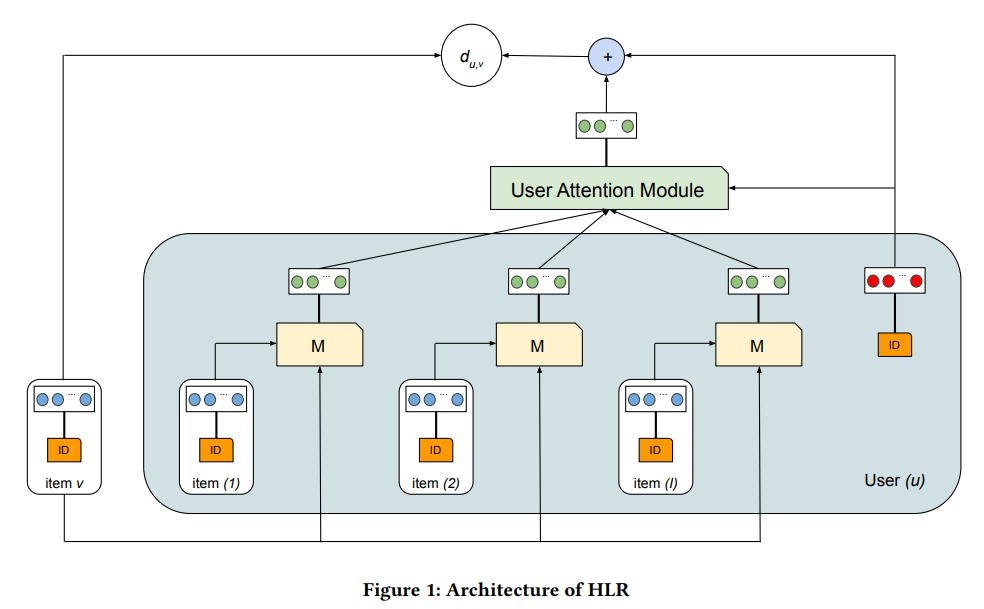 d u,v
+
...
User Attention Module
... ... ... ...
M M M
ID
... ... ... ...
ID ID ID ID
item v item (1) item (2) item (l)
User (u)
Figure 1: Architecture of HLR